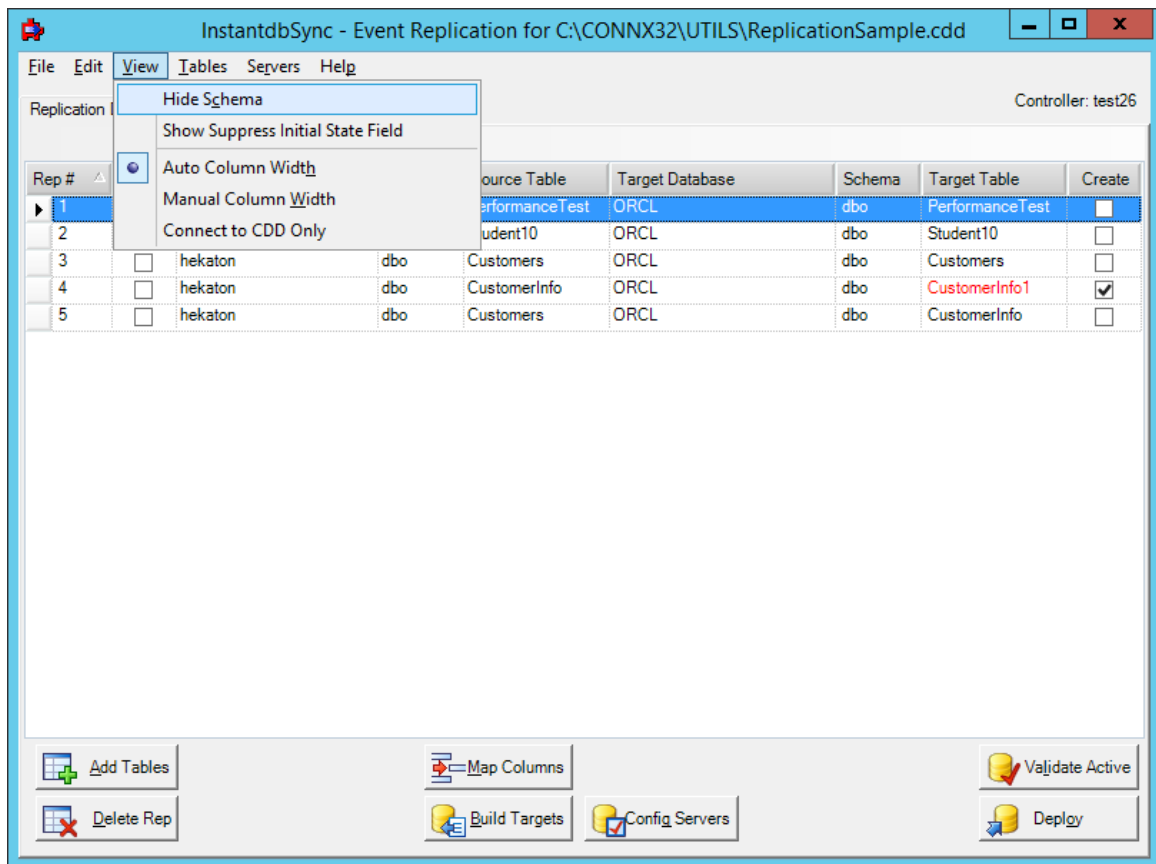 InstantdbSync - Event Replication for C:\CONNX32\UTILS\ReplicationSample.cdd
File Edit View Tables Servers Help
Replication
Controller: test26
Hide Schema
Show Suppress Initial State Field
Auto Column Width
Manual Column Width
Connect to CDD Only
Rep # ource Table Target Database Schema Target Table Create
1 erformanceTest ORCL dbo PerformanceTest
2 udent10 ORCL dbo Student10
3 hekaton dbo Customers ORCL dbo Customers
4 hekaton dbo CustomerInfo ORCL dbo CustomerInfo1
5 hekaton dbo Customers ORCL dbo CustomerInfo
Add Tables Map Columns Validate Active
Delete Rep Build Targets Config Servers Deploy